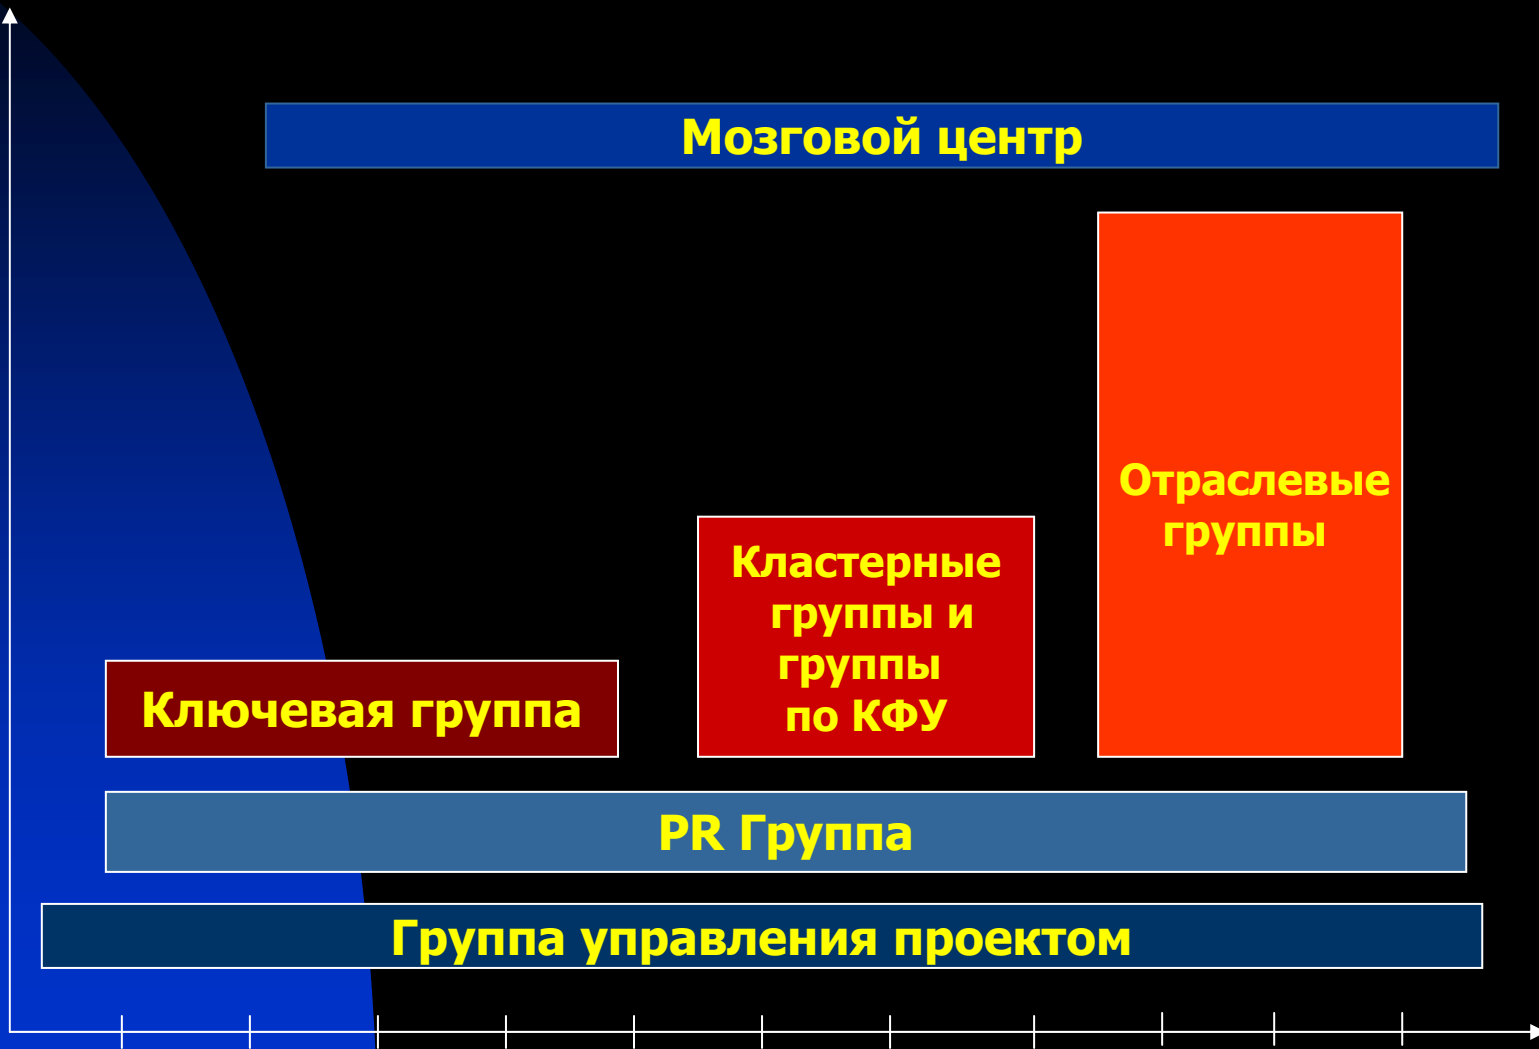 Мозговой центр
Отраслевые
группы
Кластерные
группы и
группы
по КФУ
Ключевая группа
PR Группа
Группа управления проектом